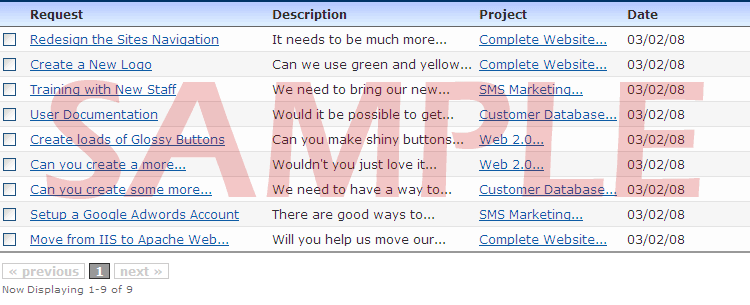 Request Description Project Date
Redesign the Sites Navigation It needs to be much more... Complete Website... 03/02/08
Create a New Logo Can we use green and yellow... Complete Website... 03/02/08
Training with New Staff We need to bring our new... SMS Marketing... 03/02/08
User Documentation Would it be possible to get... Customer Database... 03/02/08
Create loads of Glossy Buttons Can you make shiny buttons... Web 2.0... 03/02/08
Can you create a more... Wouldn't you just love it... Web 2.0... 03/02/08
Can you create some more... We need to have a way to... Customer Database... 03/02/08
Setup a Google Adwords Account There are good ways to... SMS Marketing... 03/02/08
Move from IIS to Apache Web... Will you help us move our... Complete Website... 03/02/08
SAMPLE
« previous 1 next »
Now Displaying 1-9 of 9